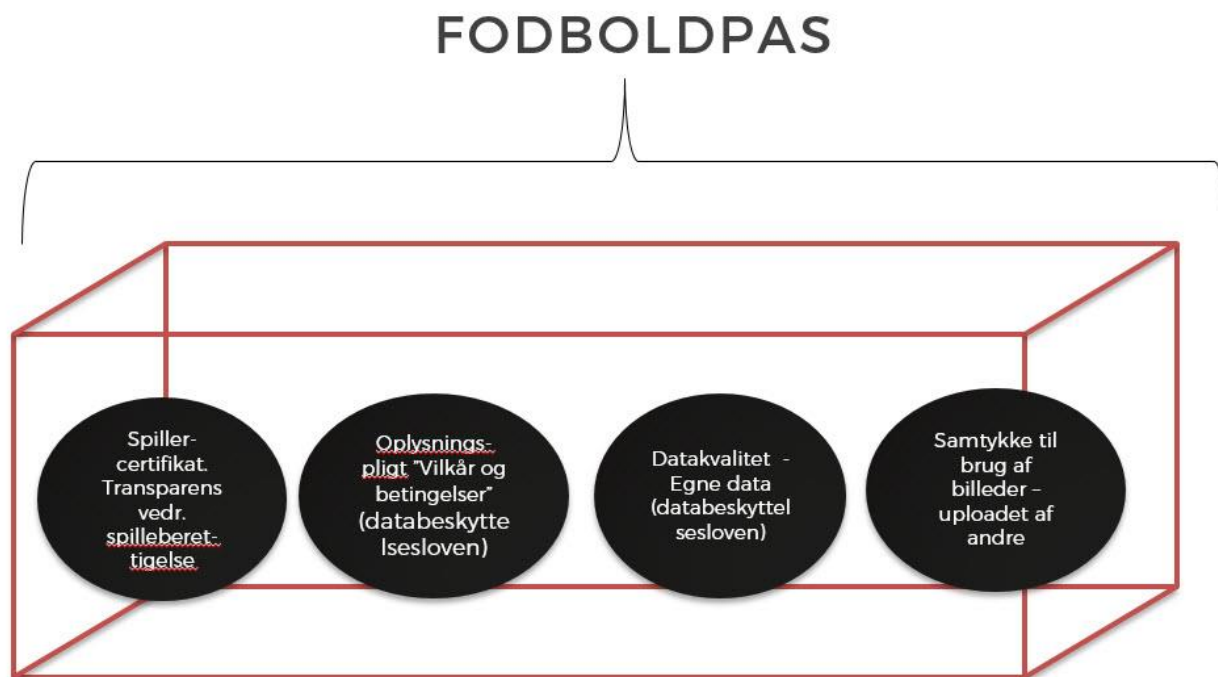 FODBOLDPAS
Spiller-
certifikat.
Transparens
vedr.
spilleberet-
tigelse
Oplysnings-
pligt "Vilkår og
betingelser"
(databeskytte
lsesloven)
Datakvalitet -
Egne data
(databeskyttel
sesloven)
Samtykke til
brug af
billeder –
uploadet af
andre